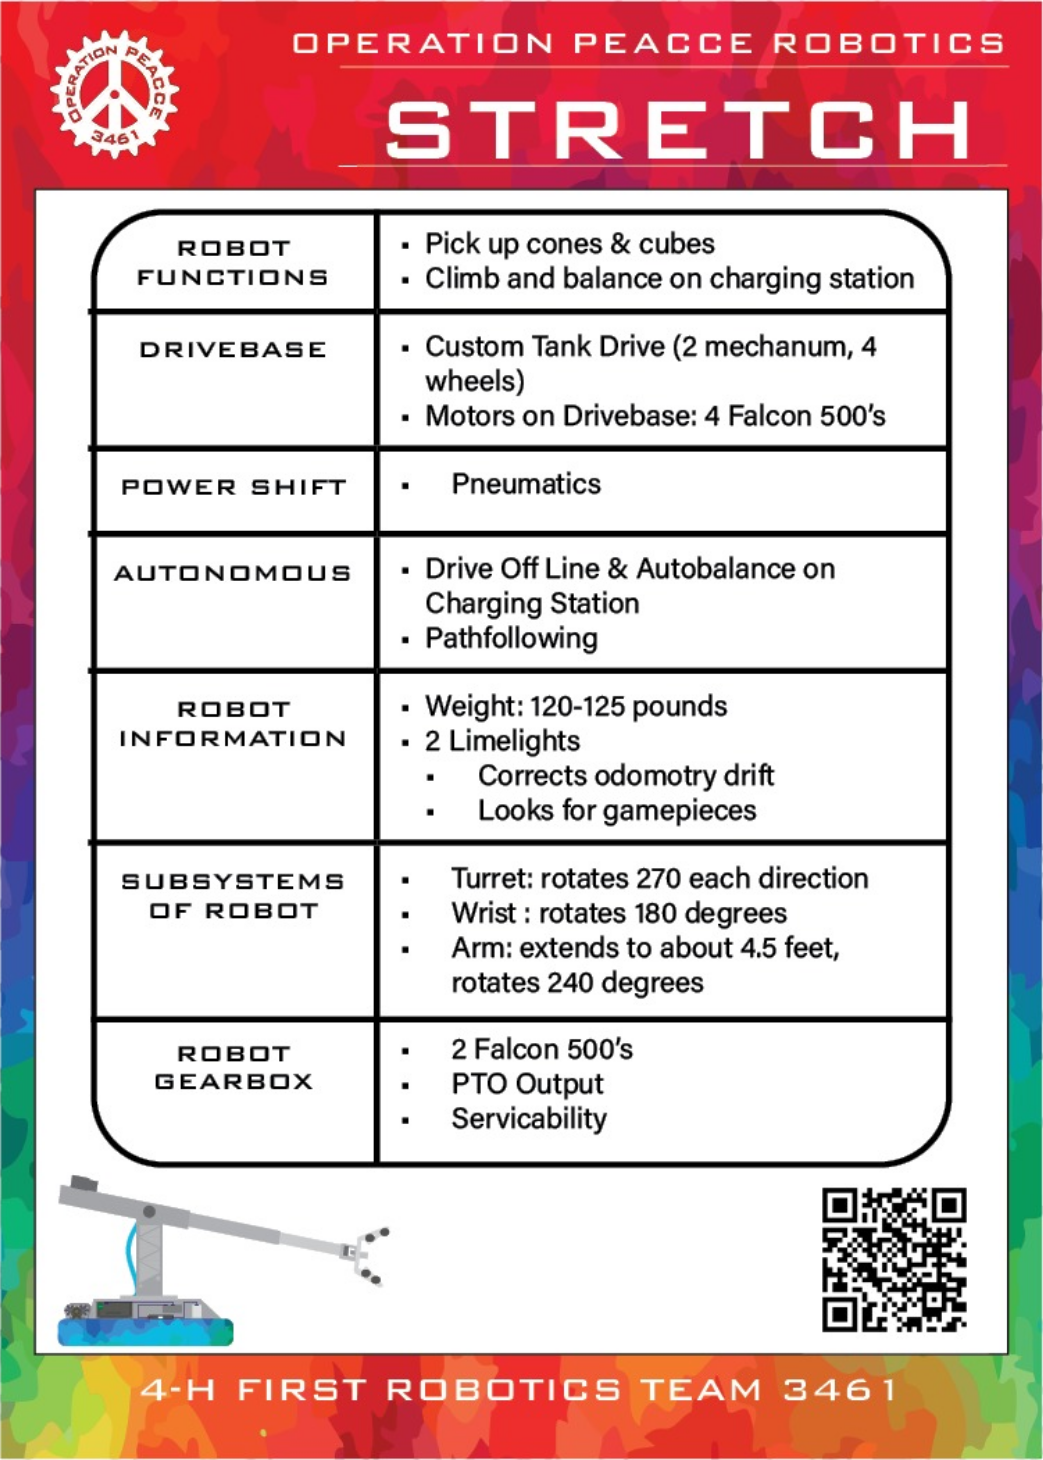 OPERATION PEACCE ROBOTICS
OPERATION PEACCE
3461
STRETCH
ROBOT
FUNCTIONS
▪ Pick up cones & cubes
▪ Climb and balance on charging station
DRIVEBASE
▪ Custom Tank Drive (2 mechanum, 4
wheels)
▪ Motors on Drivebase: 4 Falcon 500's
POWER SHIFT
▪ Pneumatics
AUTONOMOUS
▪ Drive Off Line & Autobalance on
Charging Station
▪ Pathfollowing
ROBOT
INFORMATION
▪ Weight: 120-125 pounds
▪ 2 Limelights
▪ Corrects odomotry drift
▪ Looks for gamepieces
SUBSYSTEMS
OF ROBOT
▪ Turret: rotates 270 each direction
▪ Wrist : rotates 180 degrees
▪ Arm: extends to about 4.5 feet,
rotates 240 degrees
ROBOT
GEARBOX
▪ 2 Falcon 500's
▪ PTO Output
▪ Servicability
4-H FIRST ROBOTICS TEAM 3461